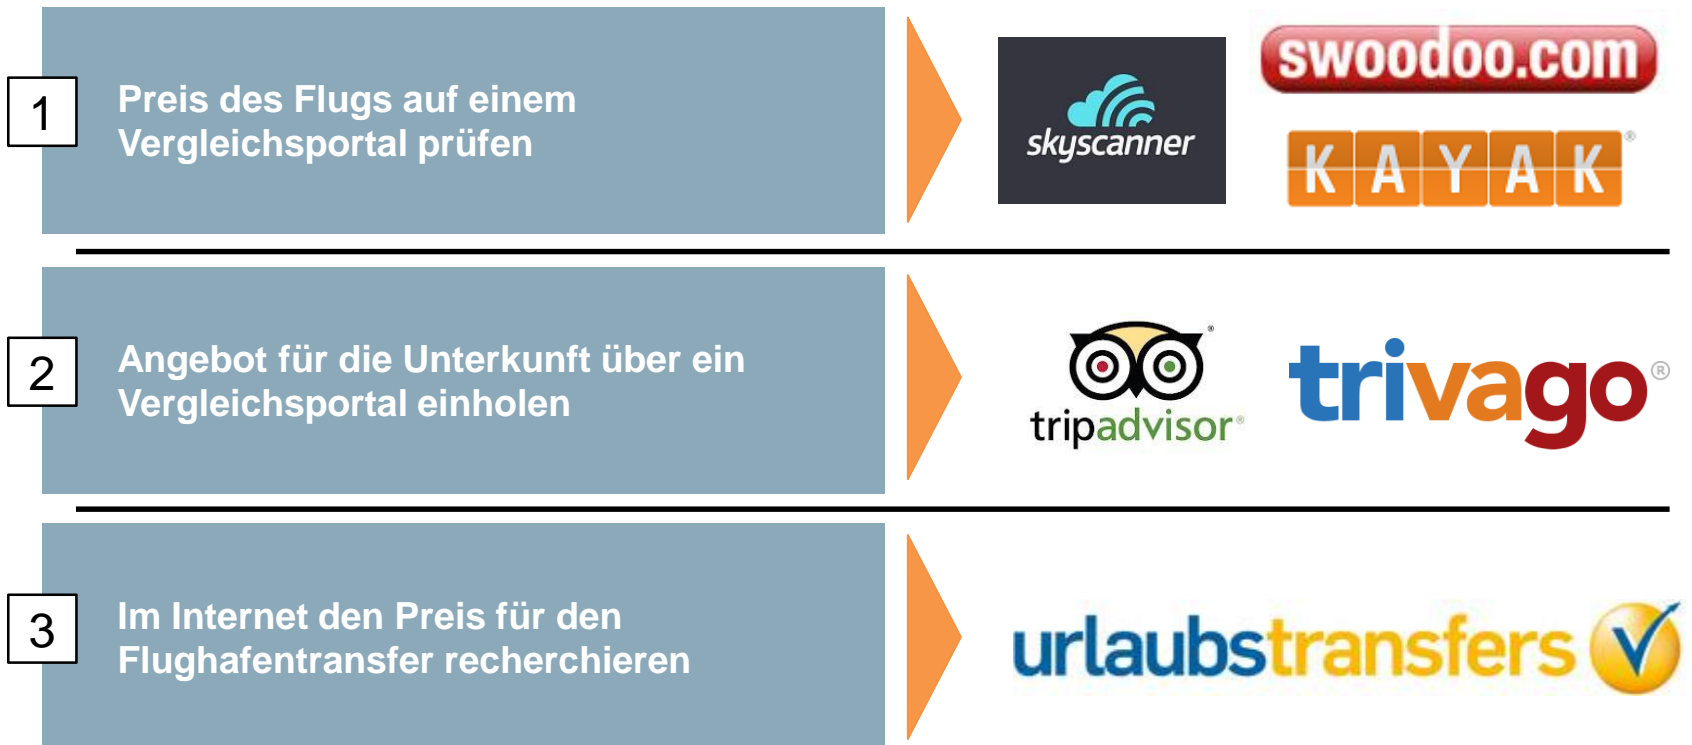 1
Preis des Flugs auf einem
Vergleichsportal prüfen
skyscanner
swoodoo.com
KAYAK®
2
Angebot für die Unterkunft über ein
Vergleichsportal einholen
tripadvisor®
trivago®
3
Im Internet den Preis für den
Flughafentransfer recherchieren
urlaubstransfers